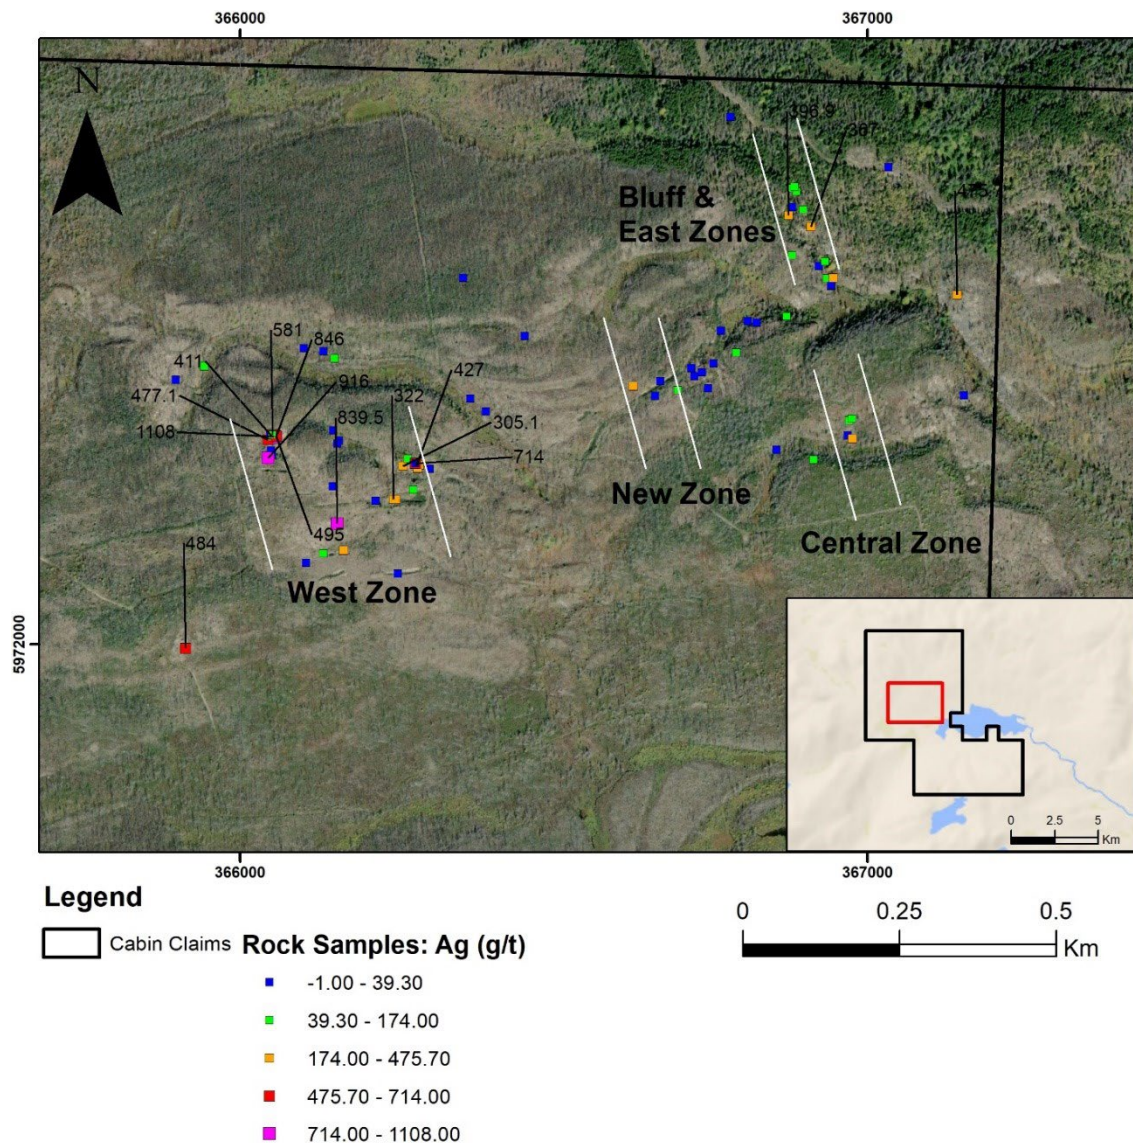 366000
367000
N
396.9
367
Bluff &
East Zones
581
846
411
477.1
916
1108
839.5
322
427
305.1
714
495
484
West Zone
New Zone
Central Zone
5972000
0 2.5 5
Km
366000
367000
Legend
Cabin Claims
Rock Samples: Ag (g/t)
-1.00 - 39.30
39.30 - 174.00
174.00 - 475.70
475.70 - 714.00
714.00 - 1108.00
0 0.25 0.5
Km